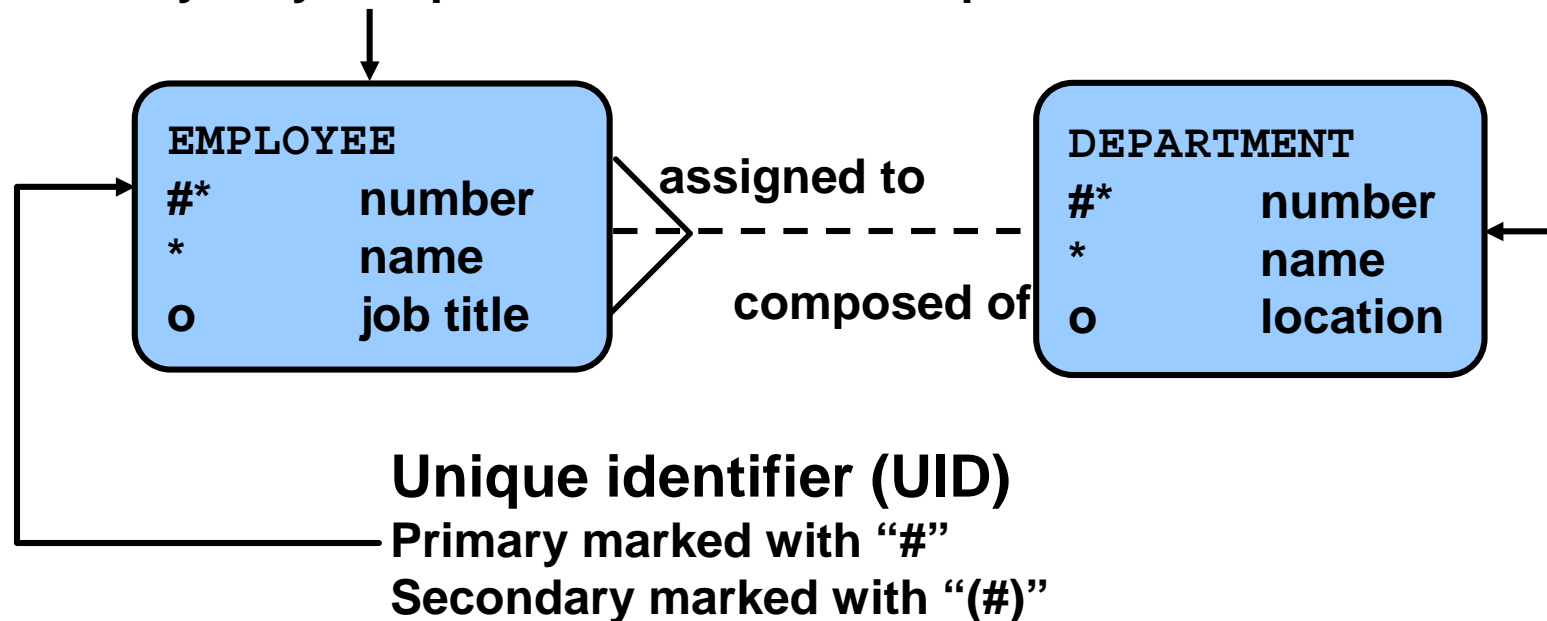 EMPLOYEE
#* number
* name
o job title
assigned to
composed of
DEPARTMENT
#* number
* name
o location
Unique identifier (UID)
Primary marked with “#”
Secondary marked with “(#)”